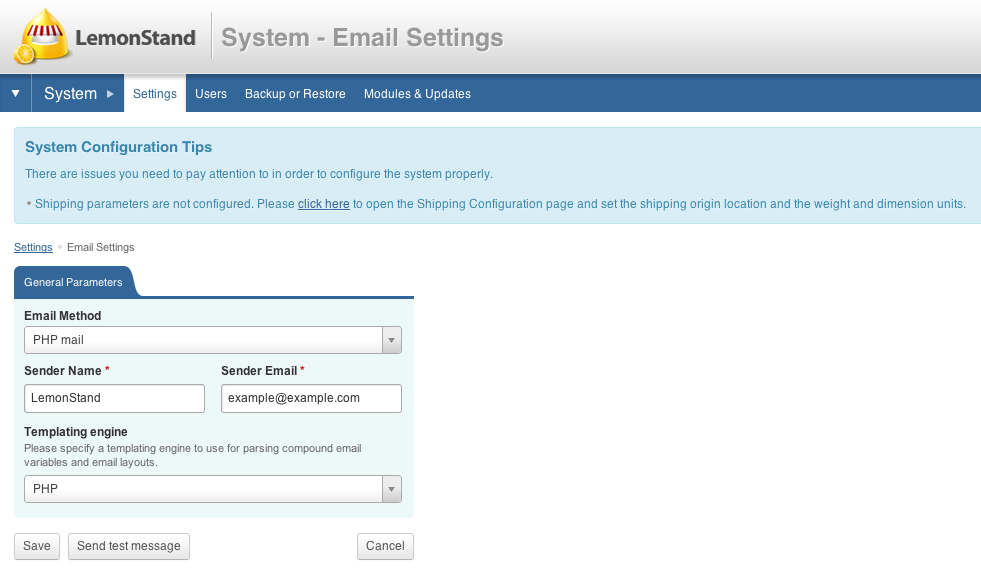 LemonStand
System - Email Settings
System
Settings
Users
Backup or Restore
Modules & Updates
System Configuration Tips
There are issues you need to pay attention to in order to configure the system properly.
Shipping parameters are not configured. Please click here to open the Shipping Configuration page and set the shipping origin location and the weight and dimension units.
Settings • Email Settings
General Parameters
Email Method
PHP mail
Sender Name *
Sender Email *
LemonStand
example@example.com
Templating engine
Please specify a templating engine to use for parsing compound email
variables and email layouts.
PHP
Save
Send test message
Cancel